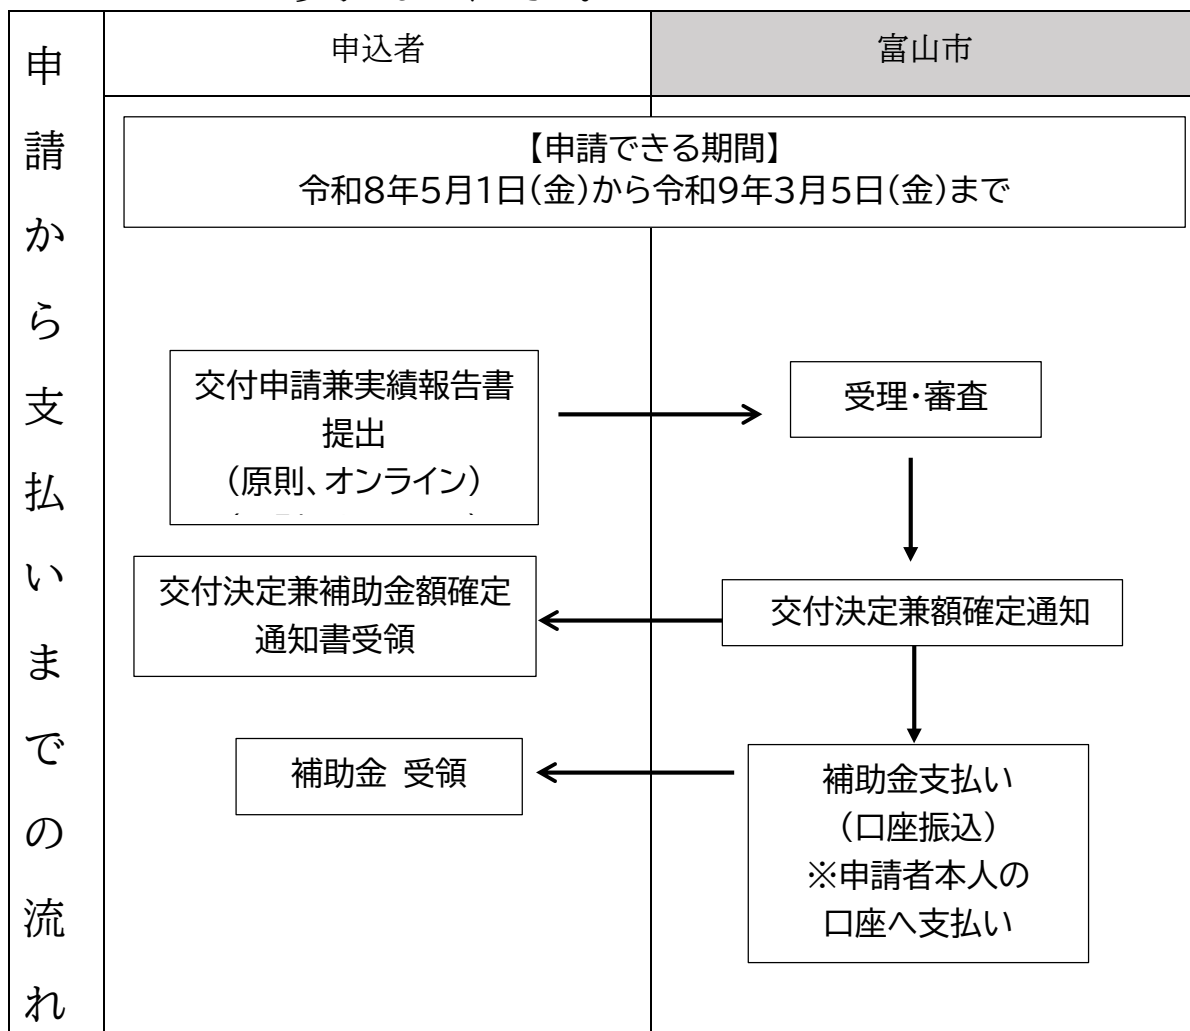 申請から支払いまでの流れ
申込者
富山市
【申請できる期間】
令和8年5月1日(金)から令和9年3月5日(金)まで
交付申請兼実績報告書
提出
(原則、オンライン)
受理・審査
交付決定兼額確定通知
交付決定兼補助金額確定
通知書受領
補助金支払い
(口座振込)
※申請者本人の
口座へ支払い
補助金 受領